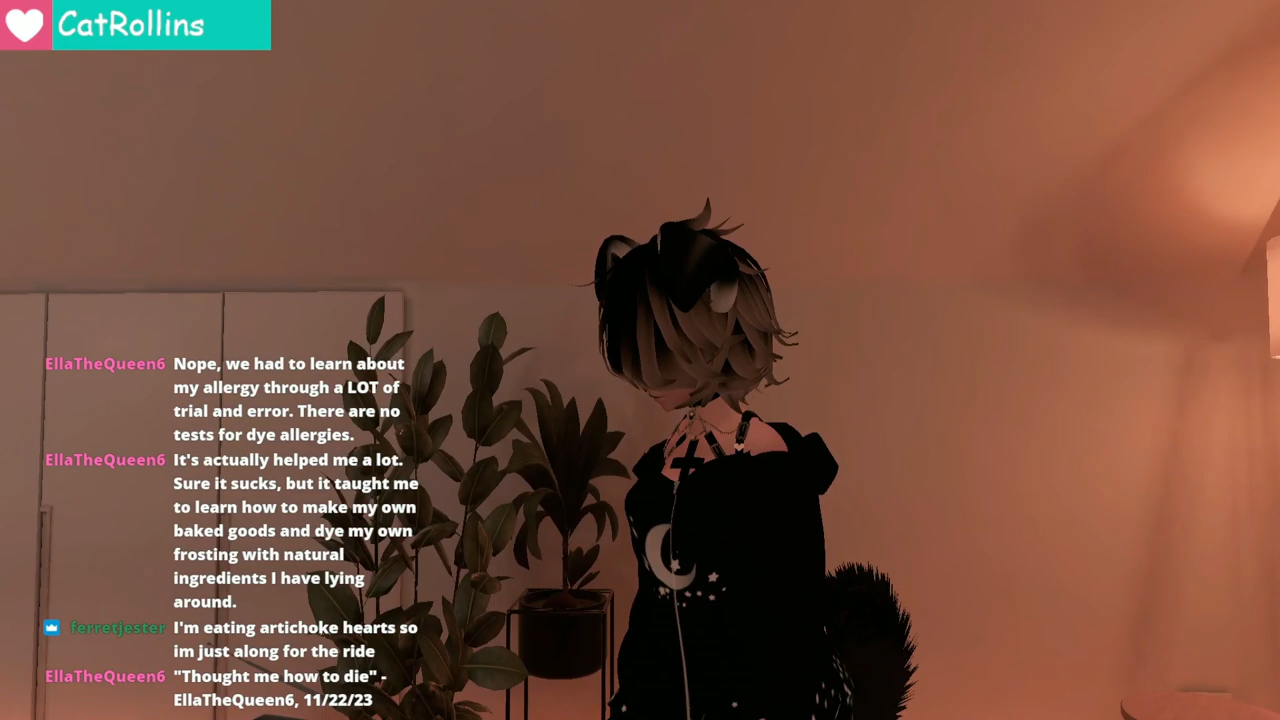 CatRollins
EllaTheQueen6 Nope, we had to learn about
my allergy through a LOT of
trial and error. There are no
tests for dye allergies.
EllaTheQueen6 It's actually helped me a lot.
Sure it sucks, but it taught me
to learn how to make my own
baked goods and dye my own
frosting with natural
ingredients I have lying
around.
ferretjester I'm eating artichoke hearts so
im just along for the ride
EllaTheQueen6 "Thought me how to die" -
EllaTheQueen6, 11/22/23